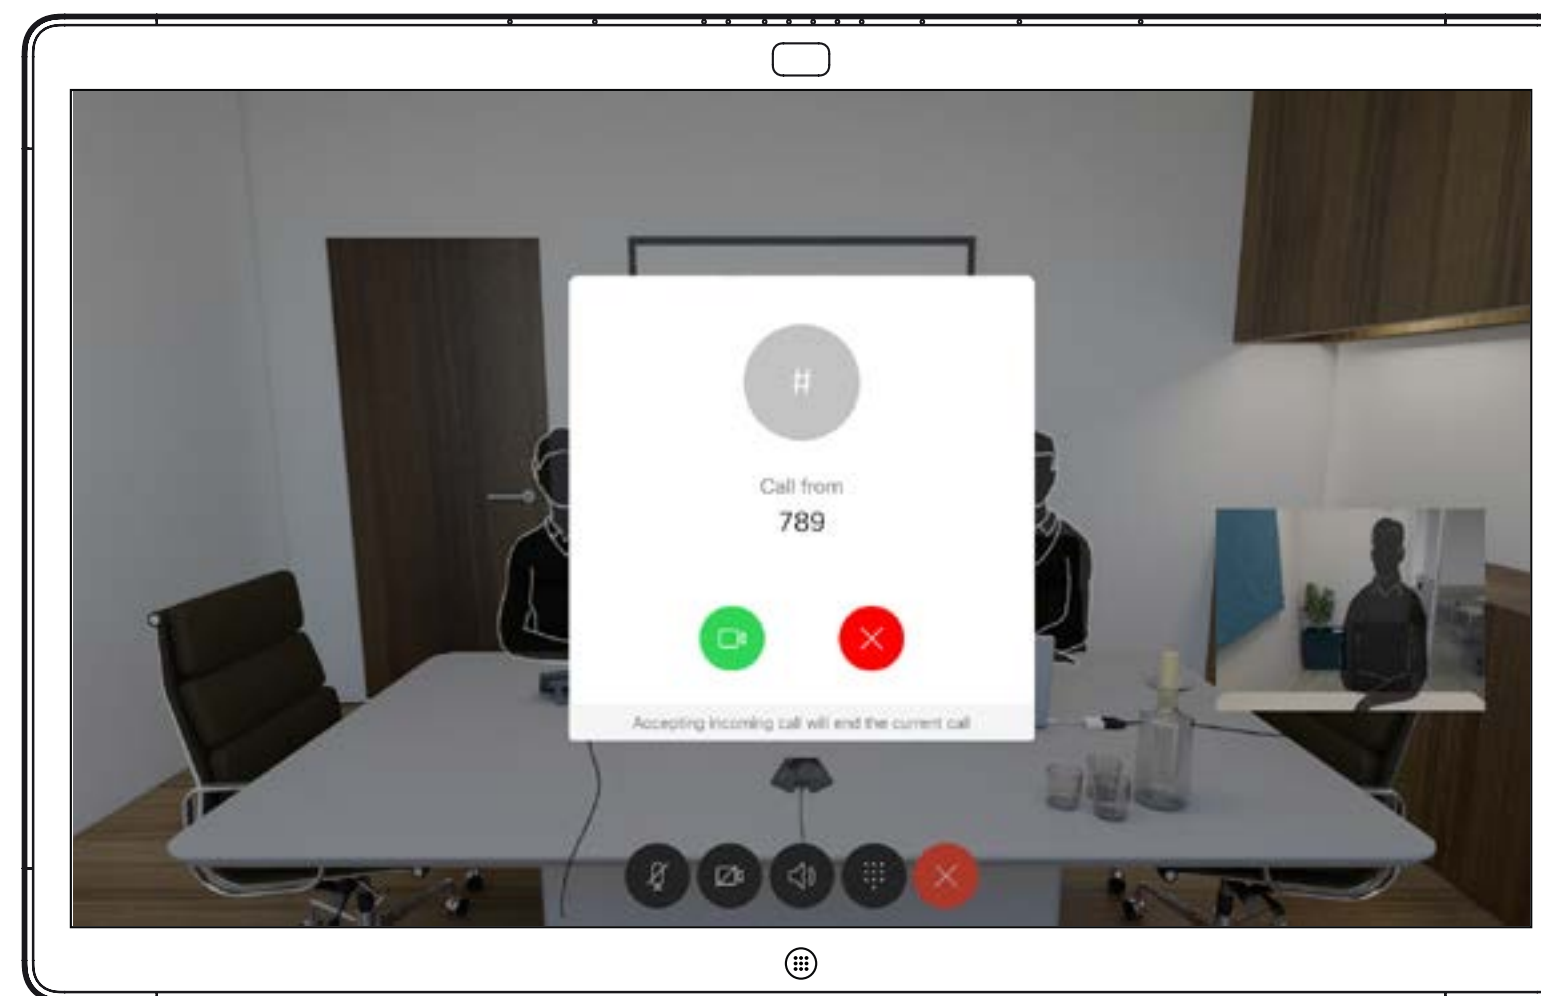 #
Call from
789
Accepting incoming call will end the current call